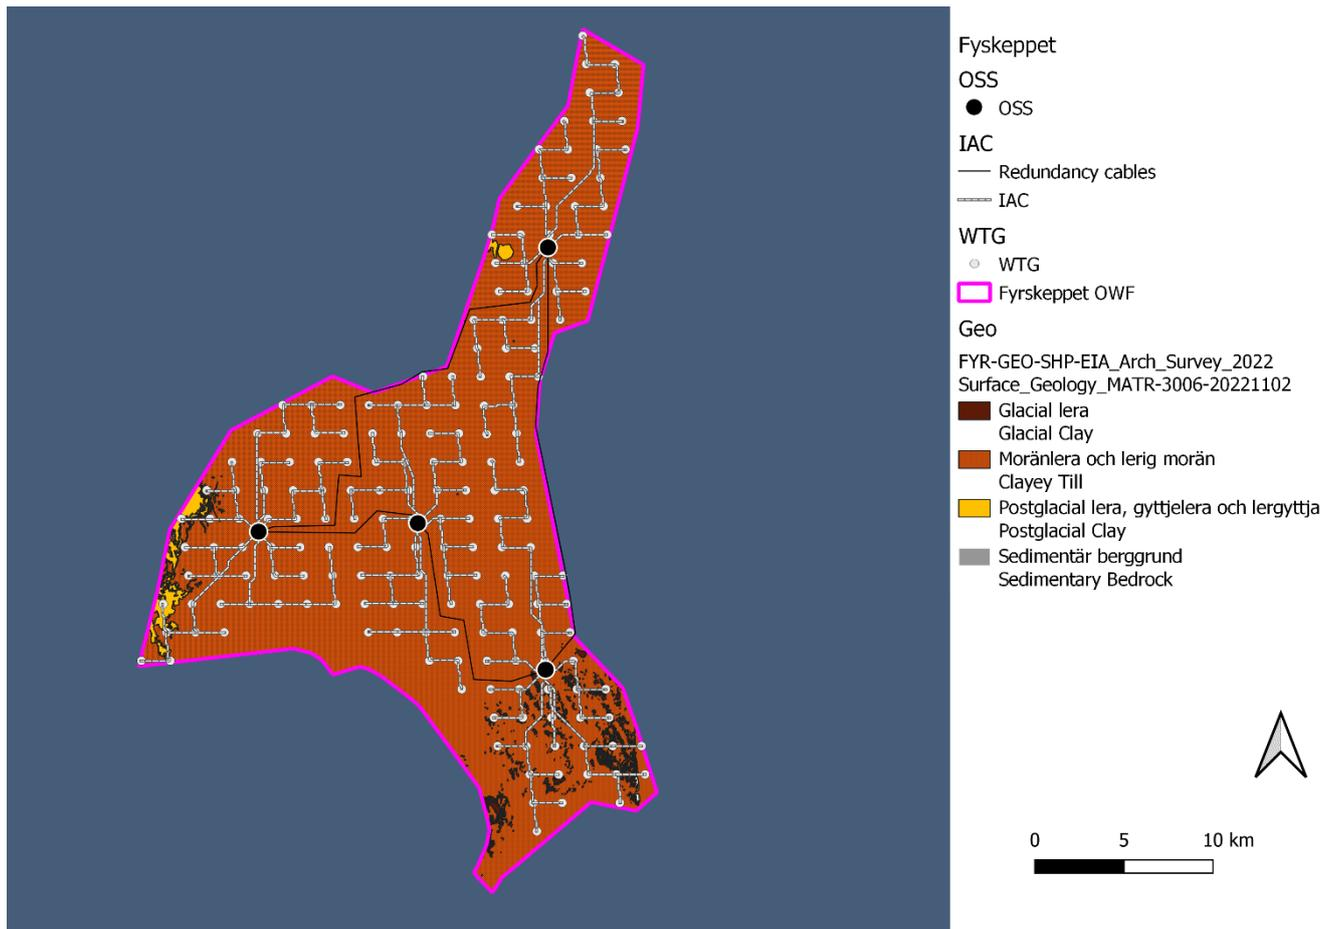 Fyskeppet
OSS
OSS
IAC
Redundancy cables
IAC
WTG
WTG
Fyrskeppet OWF
Geo
FYR-GEO-SHP-EIA_Arch_Survey_2022
Surface_Geology_MATR-3006-20221102
Glacial lera
Glacial Clay
Moränlera och lerig morän
Clayey Till
Postglacial lera, gyttjelera och lergyttja
Postglacial Clay
Sedimentär berggrund
Sedimentary Bedrock
0 5 10 km